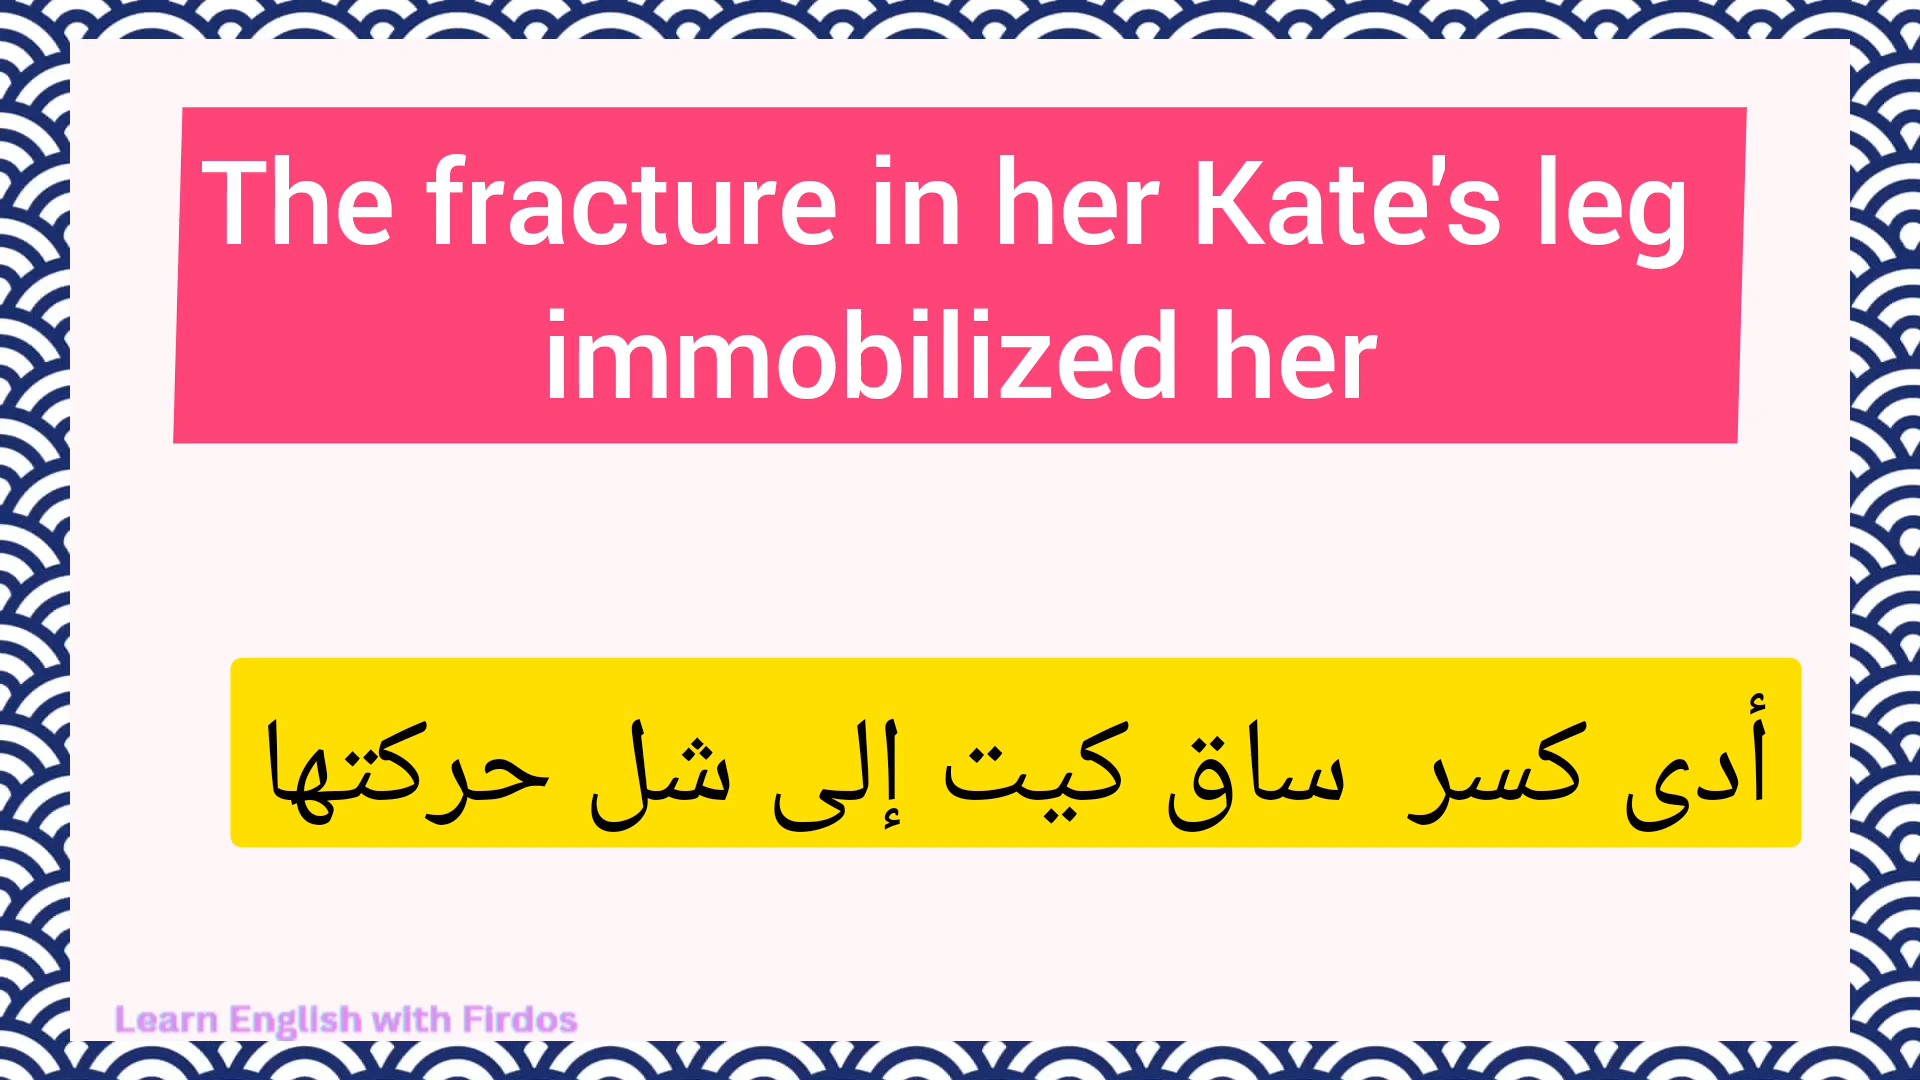 The fracture in her Kate's leg
immobilized her
أدى كسر ساق كيت إلى شل حركتها
Learn English with Firdos